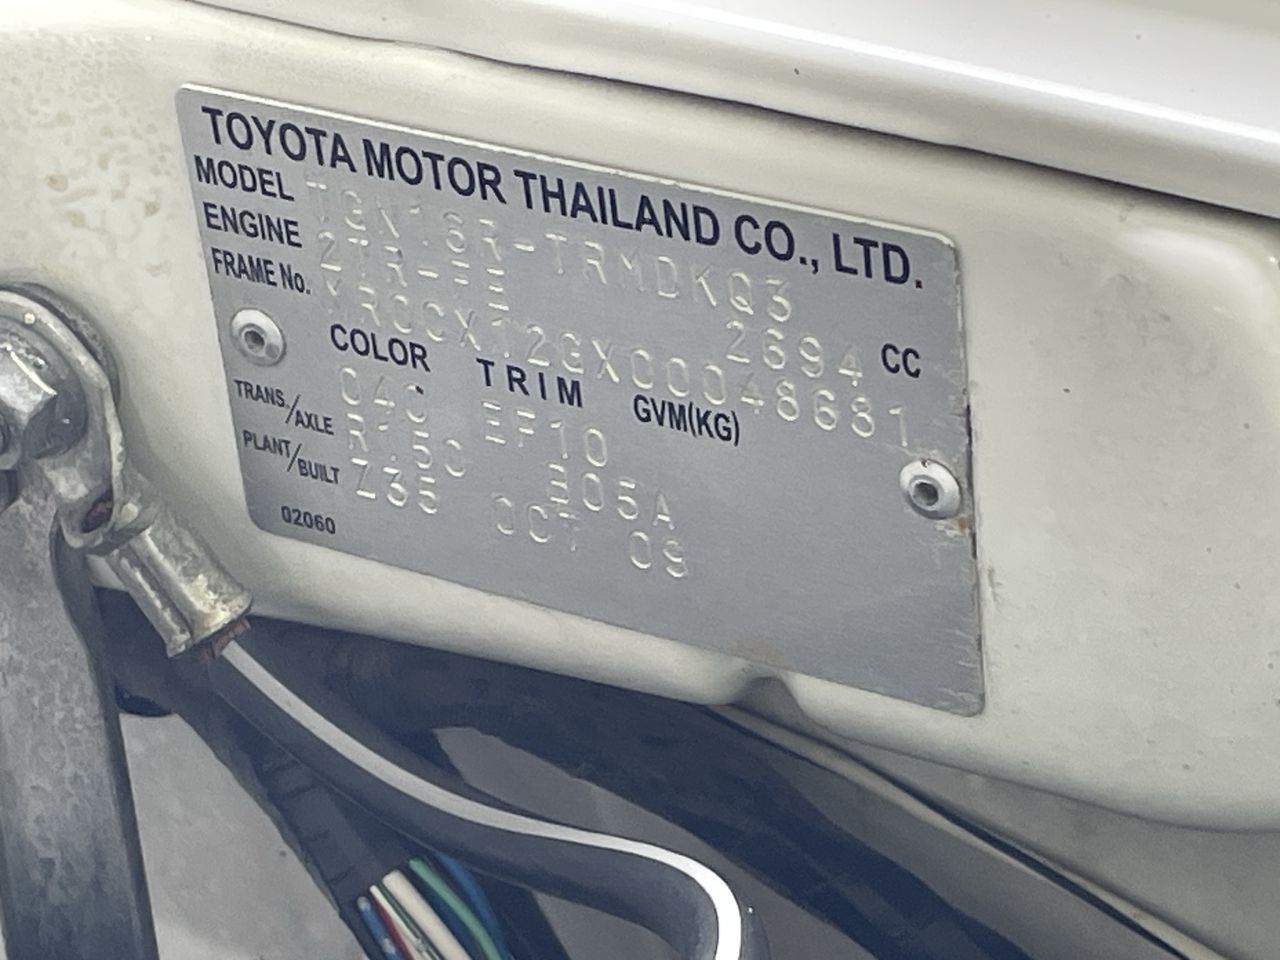 TOYOTA MOTOR THAILAND CO., LTD.
MODEL TGN16R-TRMDKQ3
ENGINE 2TR-FE 2694 CC
FRAME No. MR0CX12GX00048681
COLOR TRIM GVM(KG)
040 EF10
TRANS./AXLE R150 B05A
PLANT/BUILT Z35 OCT 09
02060